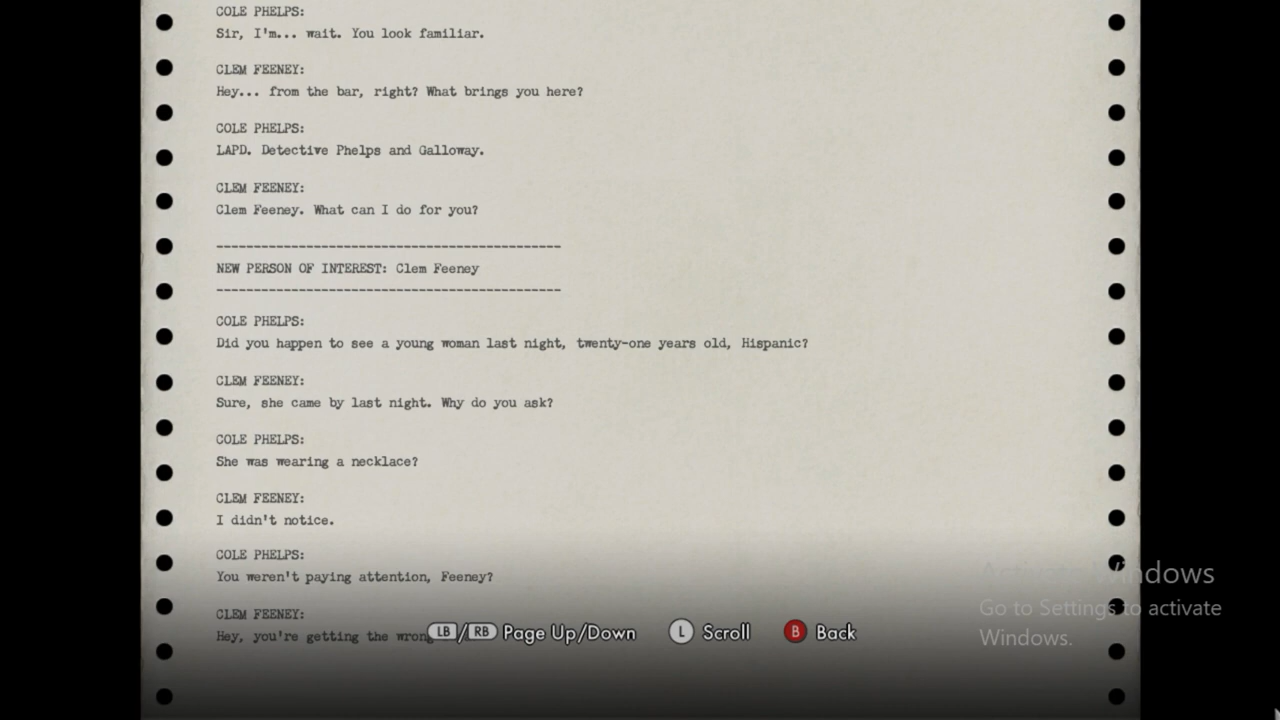 COLE PHELPS:
Sir, I'm... wait. You look familiar.
CLEM FEENEY:
Hey... from the bar, right? What brings you here?
COLE PHELPS:
LAPD. Detective Phelps and Galloway.
CLEM FEENEY:
Clem Feeney. What can I do for you?
----------------------------------------------
NEW PERSON OF INTEREST: Clem Feeney
----------------------------------------------
COLE PHELPS:
Did you happen to see a young woman last night, twenty-one years old, Hispanic?
CLEM FEENEY:
Sure, she came by last night. Why do you ask?
COLE PHELPS:
She was wearing a necklace?
CLEM FEENEY:
I didn't notice.
COLE PHELPS:
You weren't paying attention, Feeney?
CLEM FEENEY:
Hey, you're getting the wrong
LB/RB Page Up/Down L Scroll B Back
Activate Windows
Go to Settings to activate
Windows.